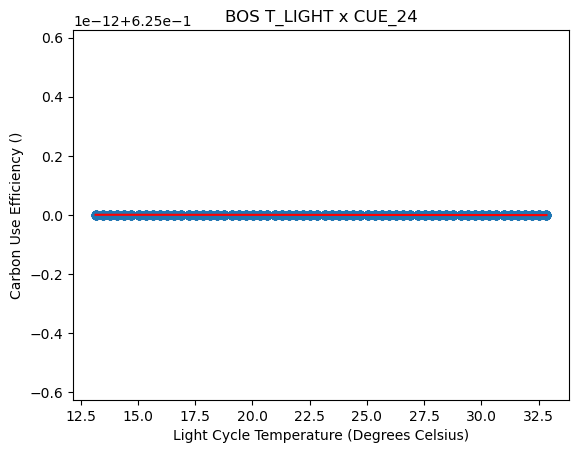 BOS T_LIGHT x CUE_24
1e−12+6.25e−1
0.6
0.4
0.2
0.0
−0.2
−0.4
−0.6
Carbon Use Efficiency ()
12.5 15.0 17.5 20.0 22.5 25.0 27.5 30.0 32.5
Light Cycle Temperature (Degrees Celsius)